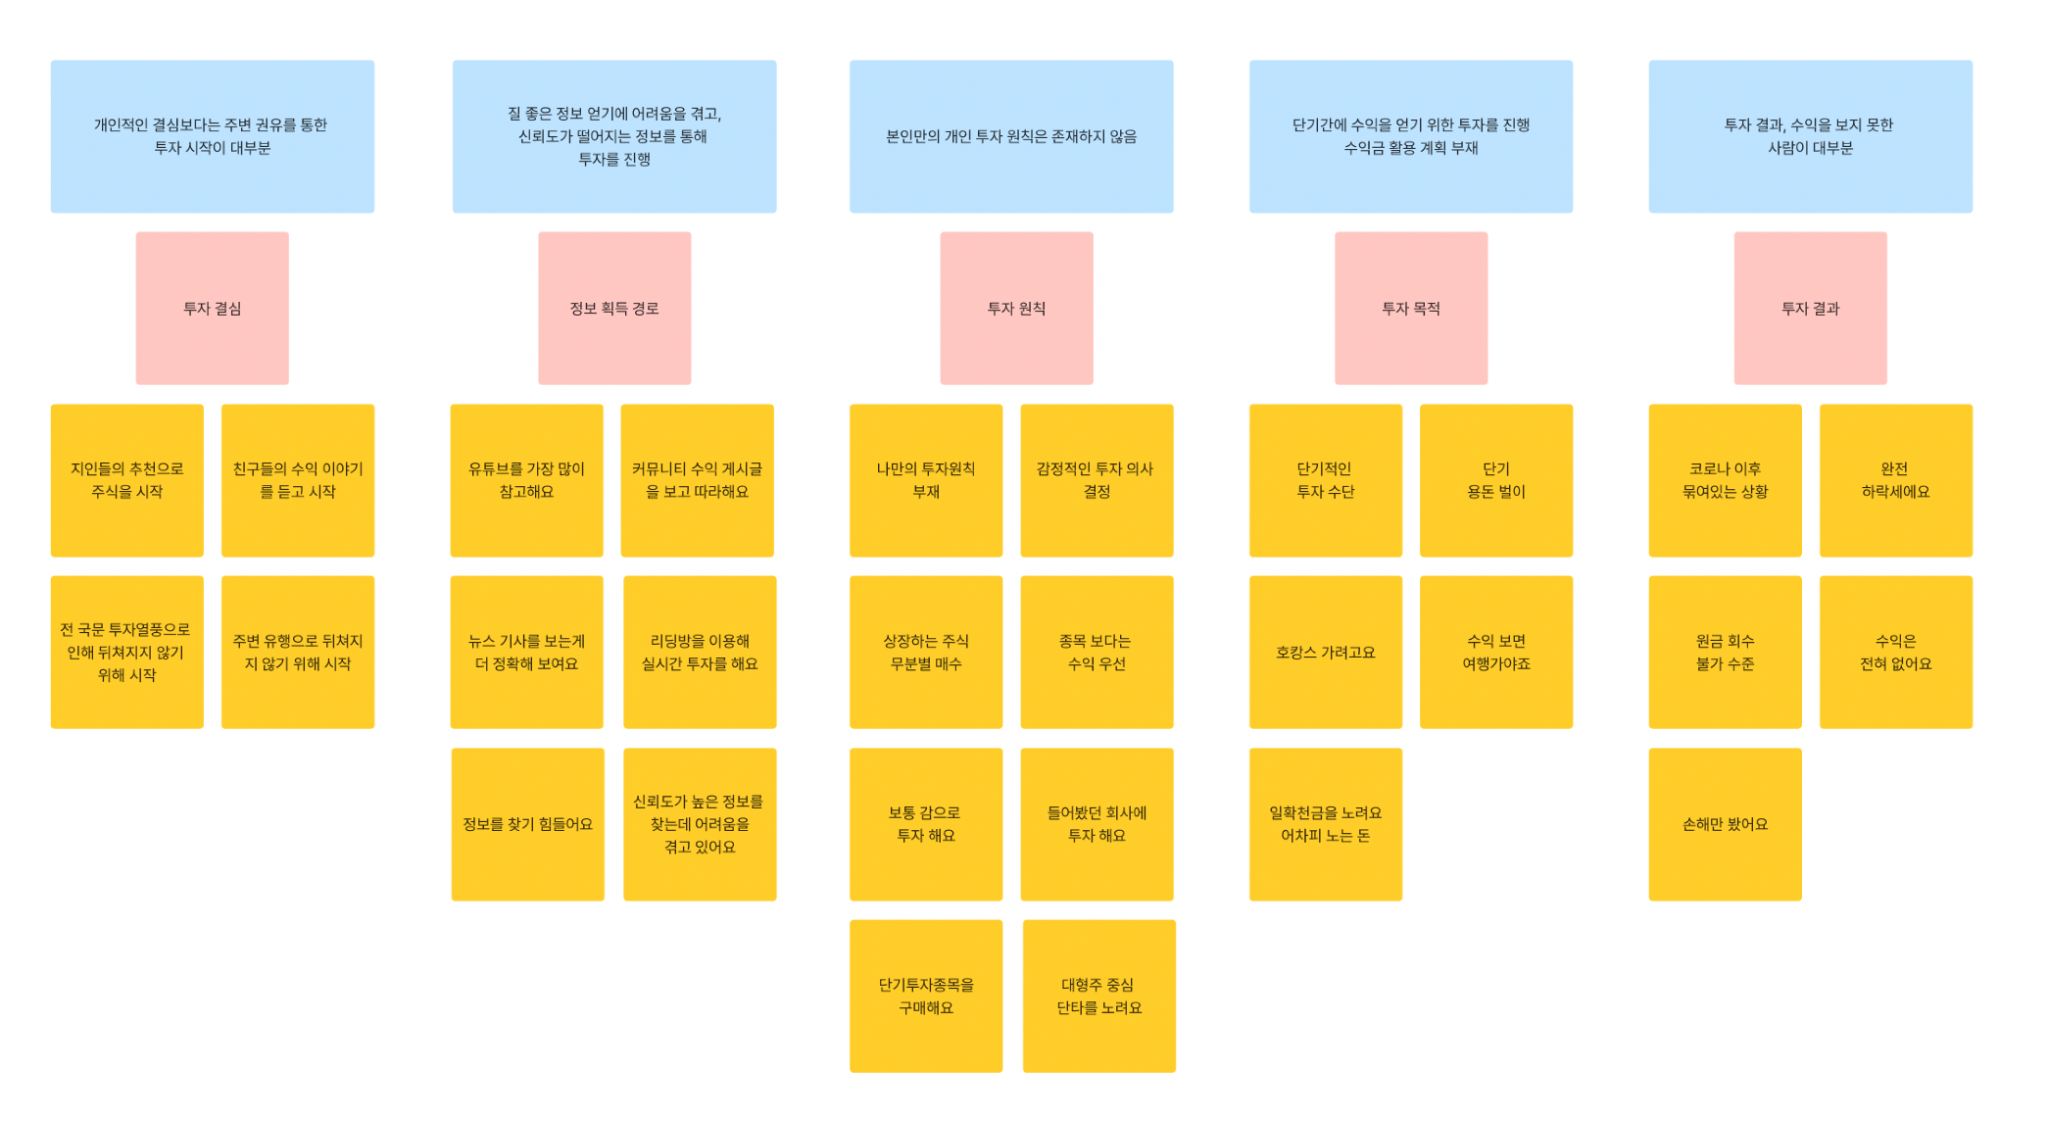 개인적인 결심보다는 주변 권유를 통한
투자 시작이 대부분
투자 결심
지인들의 추천으로
주식을 시작
친구들의 수익 이야기
를 듣고 시작
전 국문 투자열풍으로
인해 뒤쳐지지 않기
위해 시작
주변 유행으로 뒤쳐지
지 않기 위해 시작
질 좋은 정보 얻기에 어려움을 겪고,
신뢰도가 떨어지는 정보를 통해
투자를 진행
정보 획득 경로
유튜브를 가장 많이
참고해요
커뮤니티 수익 게시글
을 보고 따라해요
뉴스 기사를 보는게
더 정확해 보여요
리딩방을 이용해
실시간 투자를 해요
정보를 찾기 힘들어요
신뢰도가 높은 정보를
찾는데 어려움을
겪고 있어요
본인만의 개인 투자 원칙은 존재하지 않음
투자 원칙
나만의 투자원칙
부재
감정적인 투자 의사
결정
상장하는 주식
무분별 매수
종목 보다는
수익 우선
보통 감으로
투자 해요
들어봤던 회사에
투자 해요
단기투자종목을
구매해요
대형주 중심
단타를 노려요
단기간에 수익을 얻기 위한 투자를 진행
수익금 활용 계획 부재
투자 목적
단기적인
투자 수단
단기
용돈 벌이
호캉스 가려고요
수익 보면
여행가야죠
일확천금을 노려요
어차피 노는 돈
투자 결과, 수익을 보지 못한
사람이 대부분
투자 결과
코로나 이후
묶여있는 상황
완전
하락세에요
원금 회수
불가 수준
수익은
전혀 없어요
손해만 봤어요